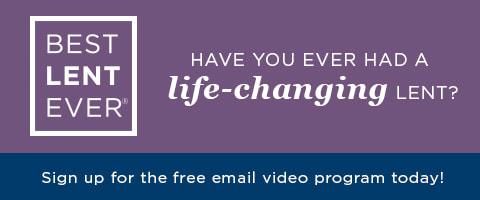 BEST
LENT
EVER®
HAVE YOU EVER HAD A
life-changing LENT?
Sign up for the free email video program today!